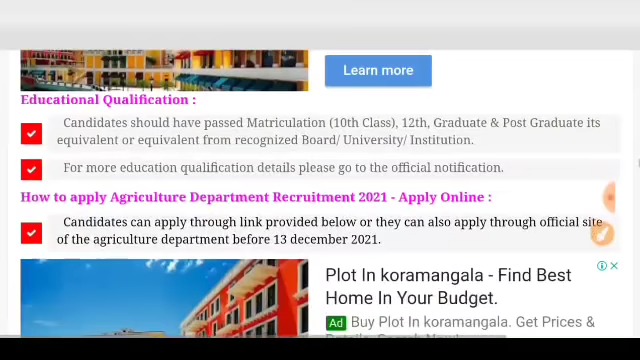 Learn more
Educational Qualification :
Candidates should have passed Matriculation (10th Class), 12th, Graduate & Post Graduate its
equivalent or equivalent from recognized Board/ University/ Institution.
For more education qualification details please go to the official notification.
How to apply Agriculture Department Recruitment 2021 - Apply Online :
Candidates can apply through link provided below or they can also apply through official site
of the agriculture department before 13 december 2021.
Plot In koramangala - Find Best
Home In Your Budget.
Ad Buy Plot In koramangala. Get Prices &